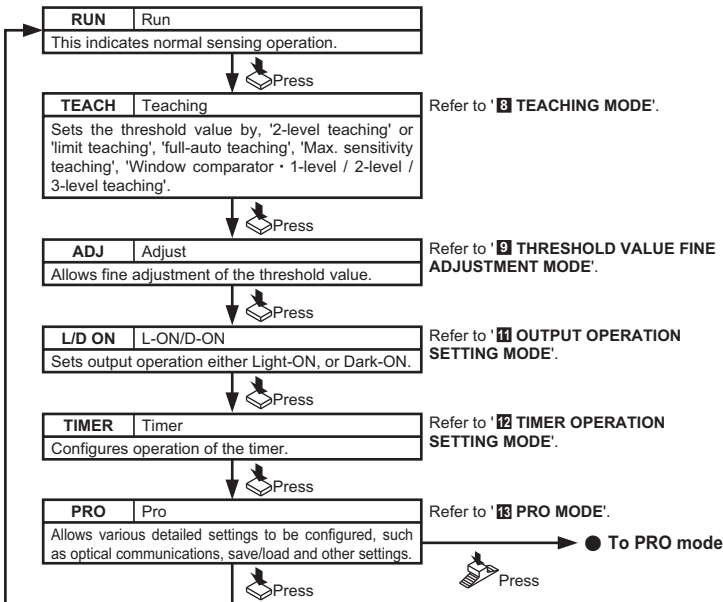 RUN Run
This indicates normal sensing operation.
Press
TEACH Teaching
Refer to '8 TEACHING MODE'.
Sets the threshold value by, '2-level teaching' or
'limit teaching', 'full-auto teaching', 'Max. sensitivity
teaching', 'Window comparator・1-level / 2-level /
3-level teaching'.
Press
ADJ Adjust
Refer to '9 THRESHOLD VALUE FINE
ADJUSTMENT MODE'.
Allows fine adjustment of the threshold value.
Press
L/D ON L-ON/D-ON
Refer to '11 OUTPUT OPERATION
SETTING MODE'.
Sets output operation either Light-ON, or Dark-ON.
Press
TIMER Timer
Refer to '12 TIMER OPERATION
SETTING MODE'.
Configures operation of the timer.
Press
PRO Pro
Refer to '13 PRO MODE'.
Allows various detailed settings to be configured, such
as optical communications, save/load and other settings.
● To PRO mode
Press
Press